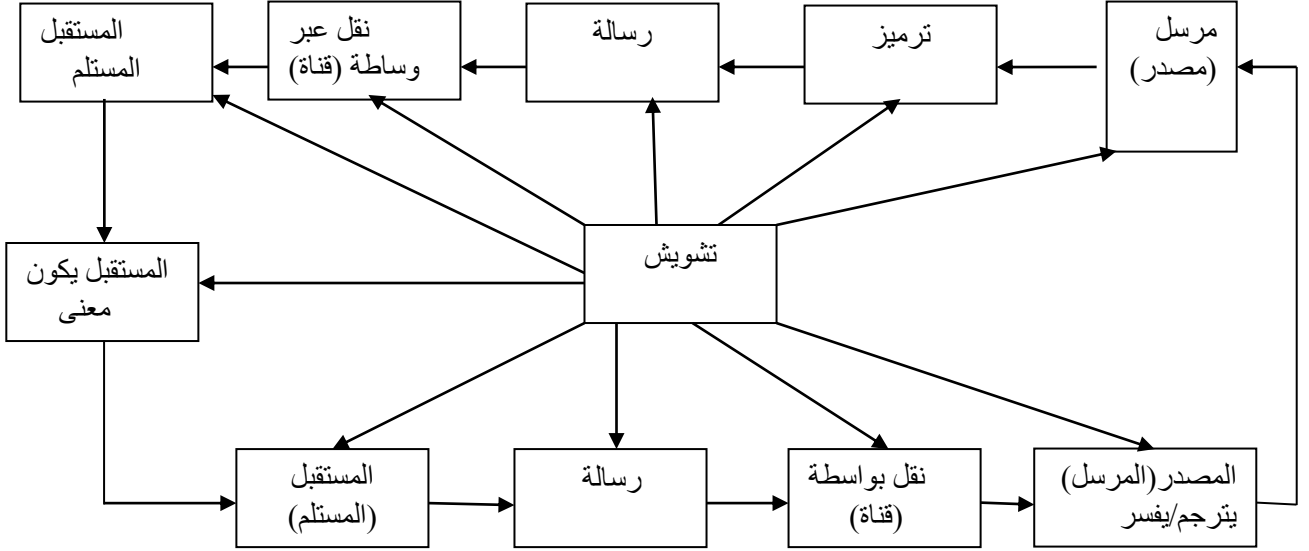 مرسل
(مصدر)
ترميز
رسالة
نقل عبر
وساطة (قناة)
المستقبل
المستلم
تشويش
المستقبل يكون
معنى
المستقبل
(المستلم)
رسالة
نقل بواسطة
(قناة)
المصدر(المرسل)
يترجم/يفسر